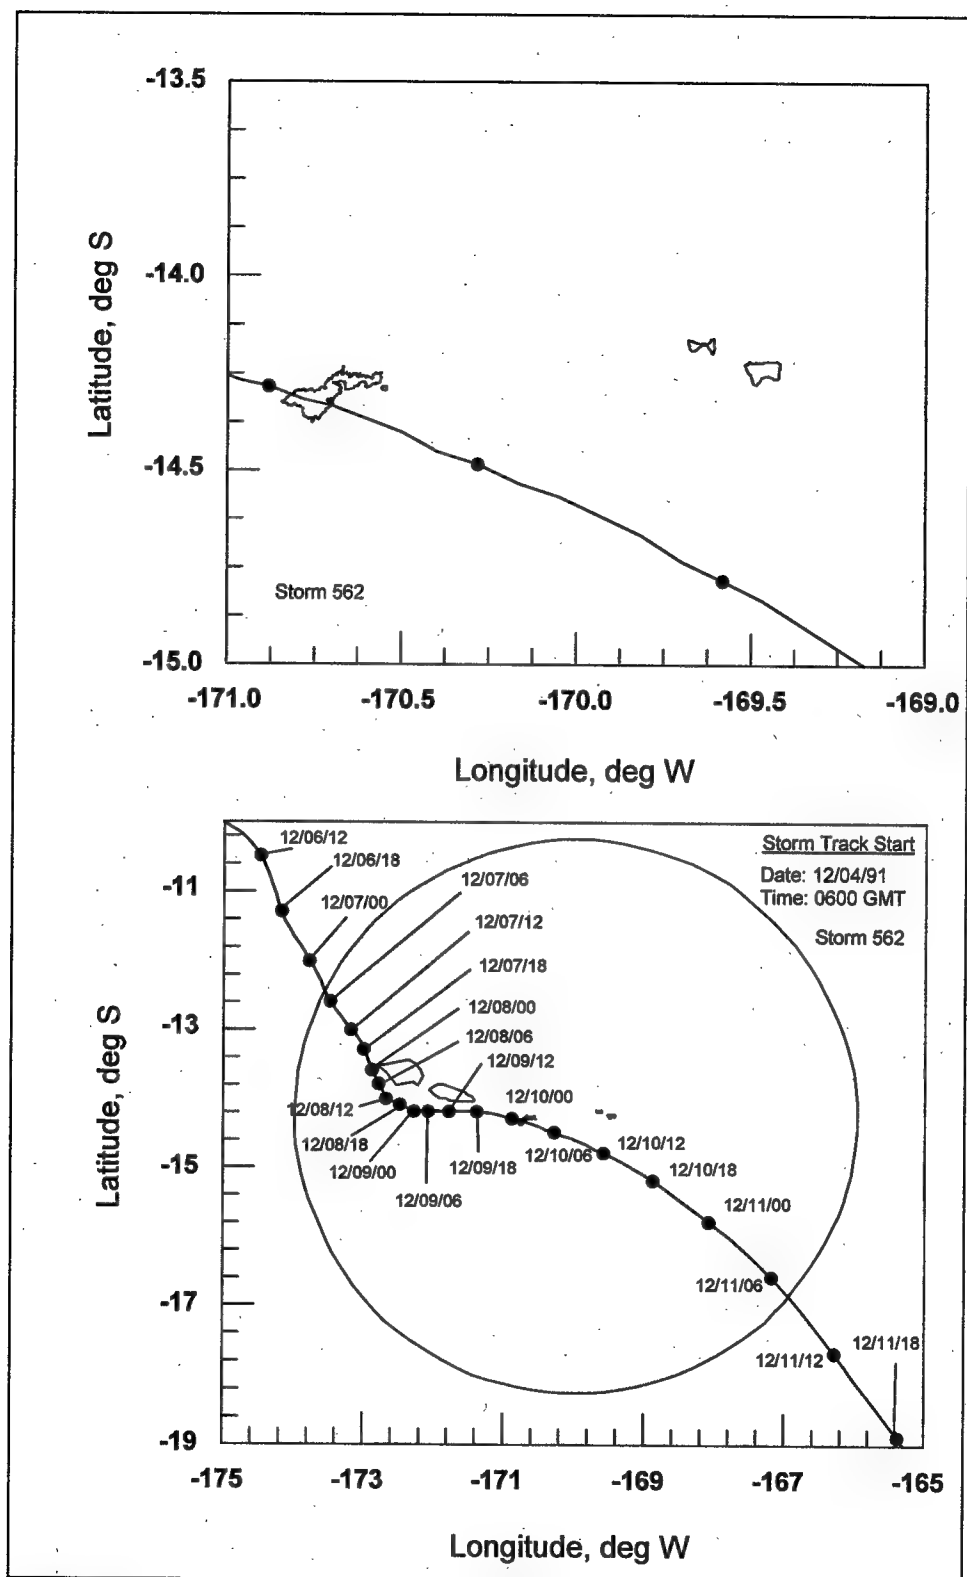 -13.5
-14.0
-14.5
-15.0
Latitude, deg S
Storm 562
-171.0 -170.5 -170.0 -169.5 -169.0
Longitude, deg W
Storm Track Start
Date: 12/04/91
Time: 0600 GMT
Storm 562
12/06/12
12/06/18
12/07/00
12/07/06
12/07/12
12/07/18
12/08/00
12/08/06
12/09/12
12/10/00
12/08/12
12/08/18
12/09/00
12/09/06
12/09/18
12/10/06
12/10/12
12/10/18
12/11/00
12/11/06
12/11/12
12/11/18
-11
-13
-15
-17
-19
Latitude, deg S
-175 -173 -171 -169 -167 -165
Longitude, deg W